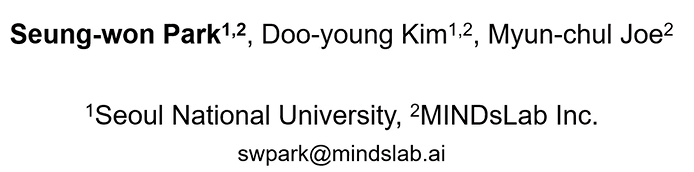 Seung-won Park¹,², Doo-young Kim¹,², Myun-chul Joe²
¹Seoul National University, ²MINDsLab Inc.
swpark@mindslab.ai